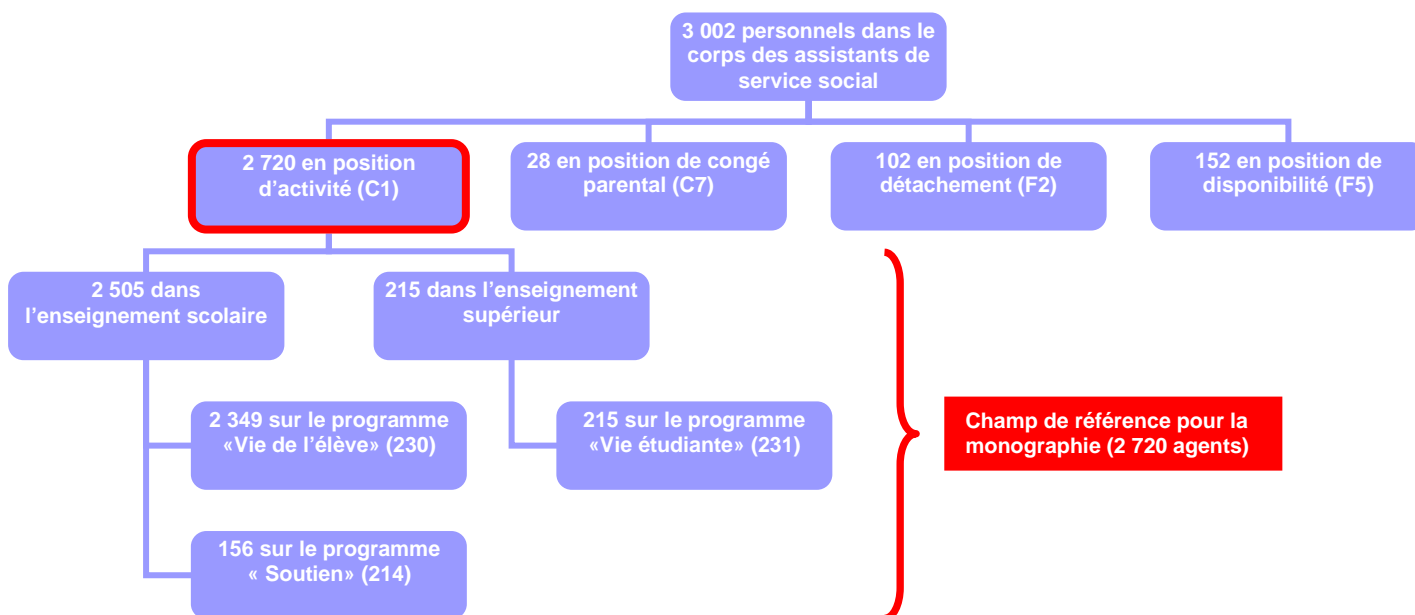 3 002 personnels dans le
corps des assistants de
service social
2 720 en position
d’activité (C1)
28 en position de congé
parental (C7)
102 en position de
détachement (F2)
152 en position de
disponibilité (F5)
2 505 dans
l’enseignement scolaire
215 dans l’enseignement
supérieur
2 349 sur le programme
«Vie de l’élève» (230)
215 sur le programme
«Vie étudiante» (231)
Champ de référence pour la
monographie (2 720 agents)
156 sur le programme
« Soutien» (214)